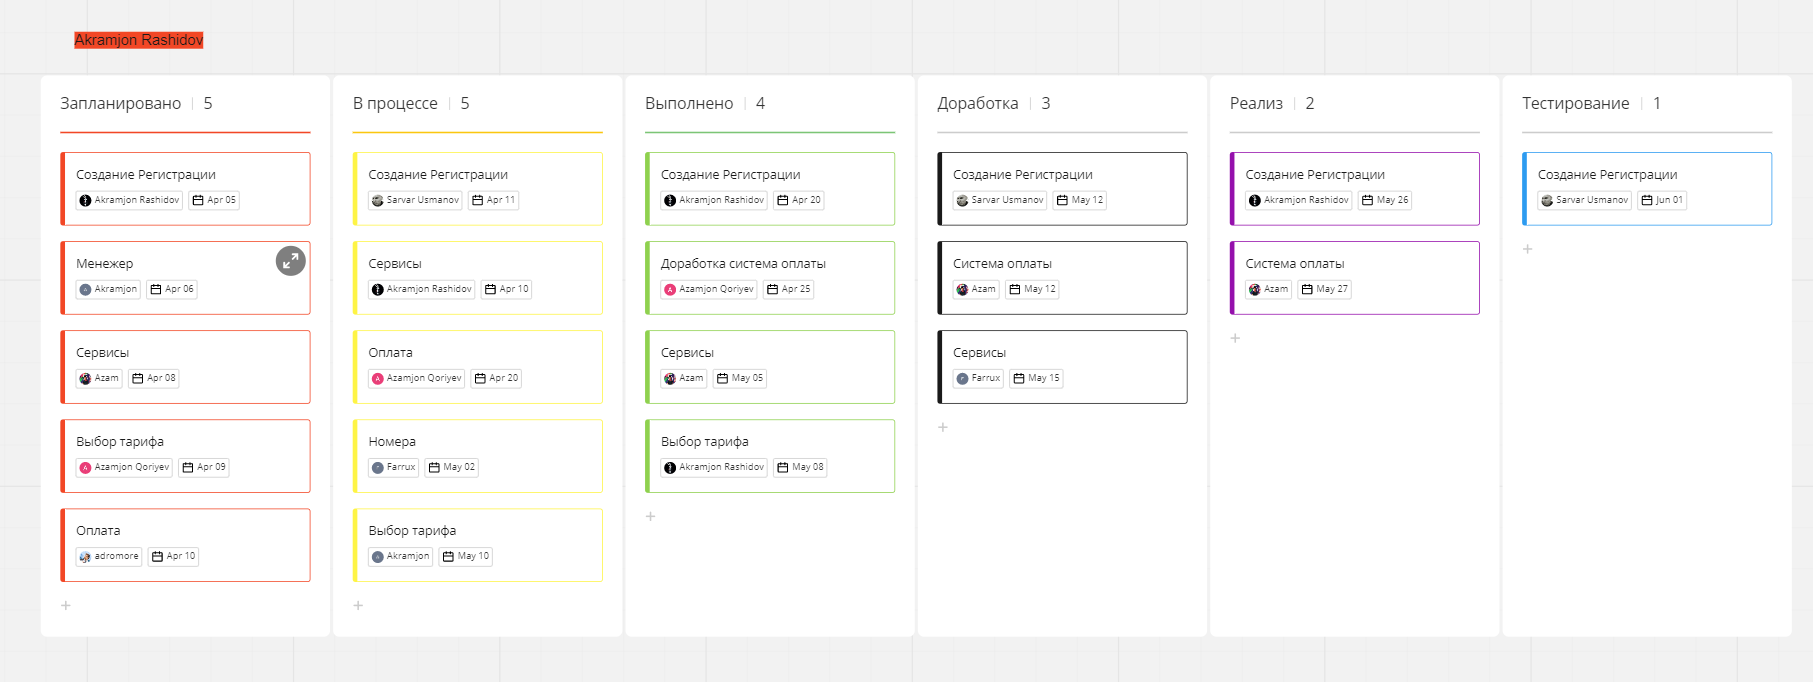 Akramjon Rashidov
Запланировано 5
Создание Регистрации
Akramjon Rashidov Apr 05
Менежер
Akramjon Apr 06
Сервисы
Azam Apr 08
Выбор тарифа
Azamjon Qoriyev Apr 09
Оплата
adromore Apr 10
В процессе 5
Создание Регистрации
Sarvar Usmanov Apr 11
Сервисы
Akramjon Rashidov Apr 10
Оплата
Azamjon Qoriyev Apr 20
Номера
Farrux May 02
Выбор тарифа
Akramjon May 10
Выполнено 4
Создание Регистрации
Akramjon Rashidov Apr 20
Доработка система оплаты
Azamjon Qoriyev Apr 25
Сервисы
Azam May 05
Выбор тарифа
Akramjon Rashidov May 08
Доработка 3
Создание Регистрации
Sarvar Usmanov May 12
Система оплаты
Azam May 12
Сервисы
Farrux May 15
Реализ 2
Создание Регистрации
Akramjon Rashidov May 26
Система оплаты
Azam May 27
Тестирование 1
Создание Регистрации
Sarvar Usmanov Jun 01